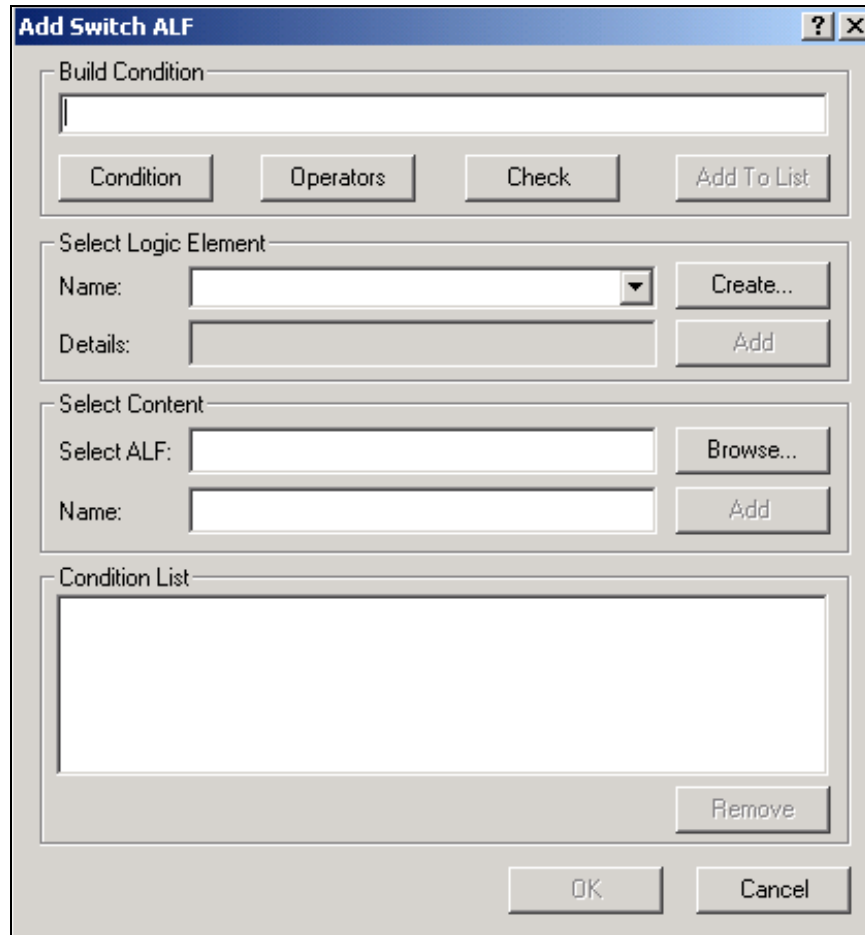 Add Switch ALF
Build Condition
Condition Operators Check Add To List
Select Logic Element
Name: Create...
Details: Add
Select Content
Select ALF: Browse...
Name: Add
Condition List
Remove
OK Cancel